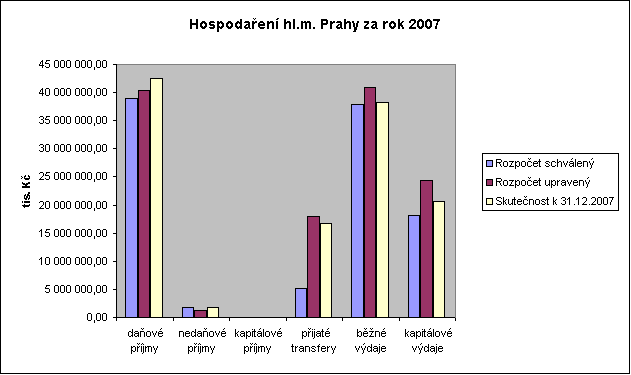 Hospodaření hl.m. Prahy za rok 2007
45 000 000,00
40 000 000,00
35 000 000,00
30 000 000,00
25 000 000,00
20 000 000,00
15 000 000,00
10 000 000,00
5 000 000,00
0,00
tis. Kč
daňové
příjmy
nedaňové
příjmy
kapitálové
příjmy
přijaté
transfery
běžné
výdaje
kapitálové
výdaje
Rozpočet schválený
Rozpočet upravený
Skutečnost k 31.12.2007